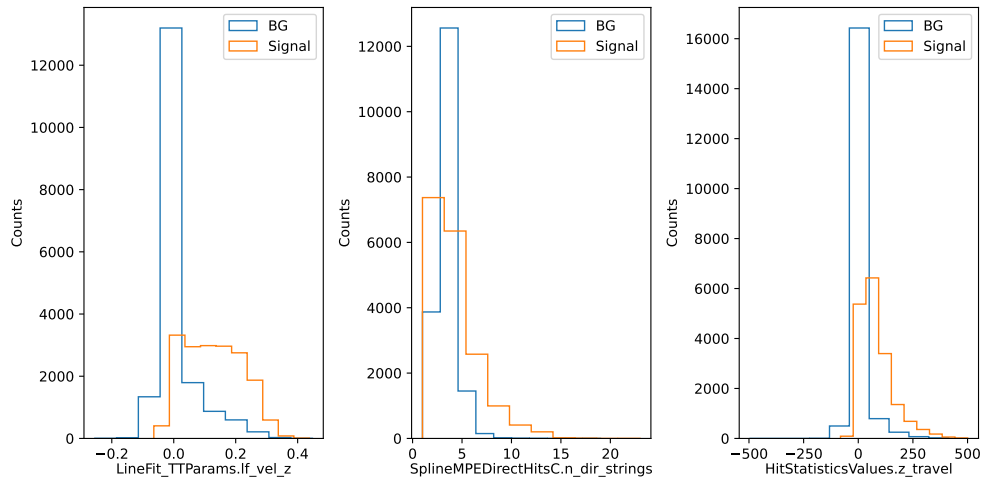 BG
Signal
Counts
12000
10000
8000
6000
4000
2000
0
−0.2 0.0 0.2 0.4
LineFit_TTParams.lf_vel_z
BG
Signal
Counts
12000
10000
8000
6000
4000
2000
0
0 5 10 15 20
SplineMPEDirectHitsC.n_dir_strings
BG
Signal
Counts
16000
14000
12000
10000
8000
6000
4000
2000
0
−500 −250 0 250 500
HitStatisticsValues.z_travel